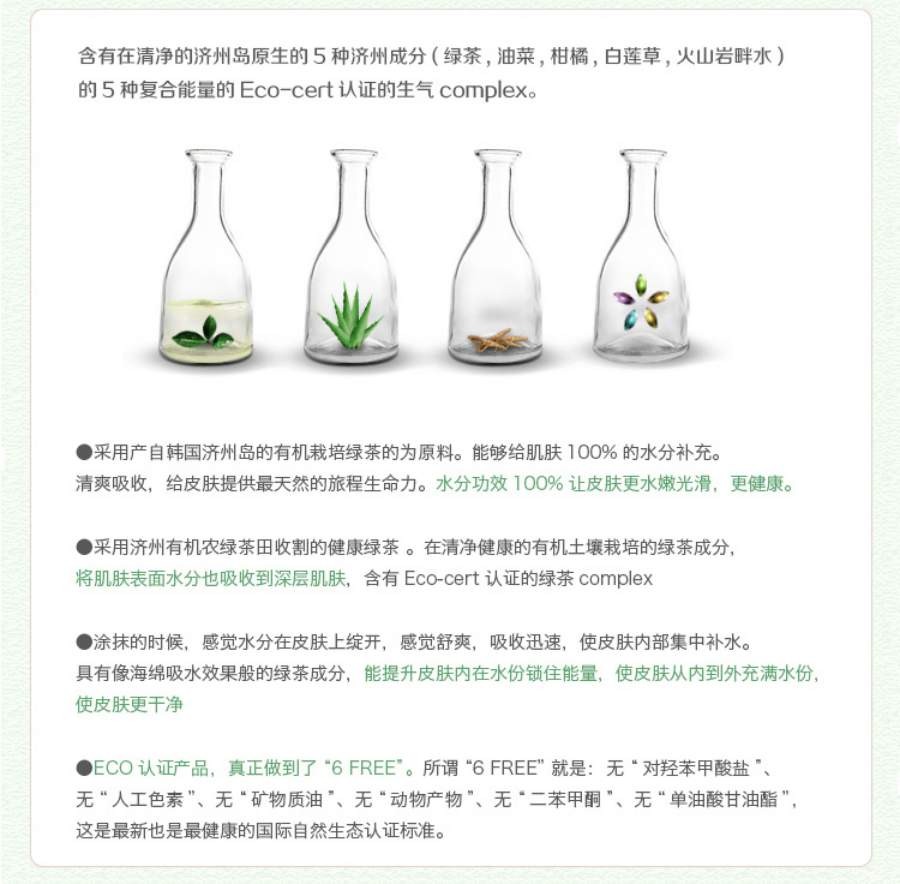 含有在清净的济州岛原生的 5 种济州成分 ( 绿茶 , 油菜 , 柑橘 , 白莲草 , 火山岩畔水 )
的 5 种复合能量的 Eco-cert 认证的生气 complex。
●采用产自韩国济州岛的有机栽培绿茶的为原料。能够给肌肤 100% 的水分补充。
清爽吸收，给皮肤提供最天然的旅程生命力。水分功效 100% 让皮肤更水嫩光滑，更健康。
●采用济州有机农绿茶田收割的健康绿茶 。在清净健康的有机土壤栽培的绿茶成分，
将肌肤表面水分也吸收到深层肌肤，含有 Eco-cert 认证的绿茶 complex
●涂抹的时候，感觉水分在皮肤上绽开，感觉舒爽，吸收迅速，使皮肤内部集中补水。
具有像海绵吸水效果般的绿茶成分，能提升皮肤内在水份锁住能量，使皮肤从内到外充满水份，
使皮肤更干净
●ECO 认证产品，真正做到了 “6 FREE”。所谓 “6 FREE” 就是：无 “ 对羟苯甲酸盐 ”、
无 “ 人工色素 ”、无 “ 矿物质油 ”、无 “ 动物产物 ”、无 “ 二苯甲酮 ”、无 “ 单油酸甘油酯 ”，
这是最新也是最健康的国际自然生态认证标准。